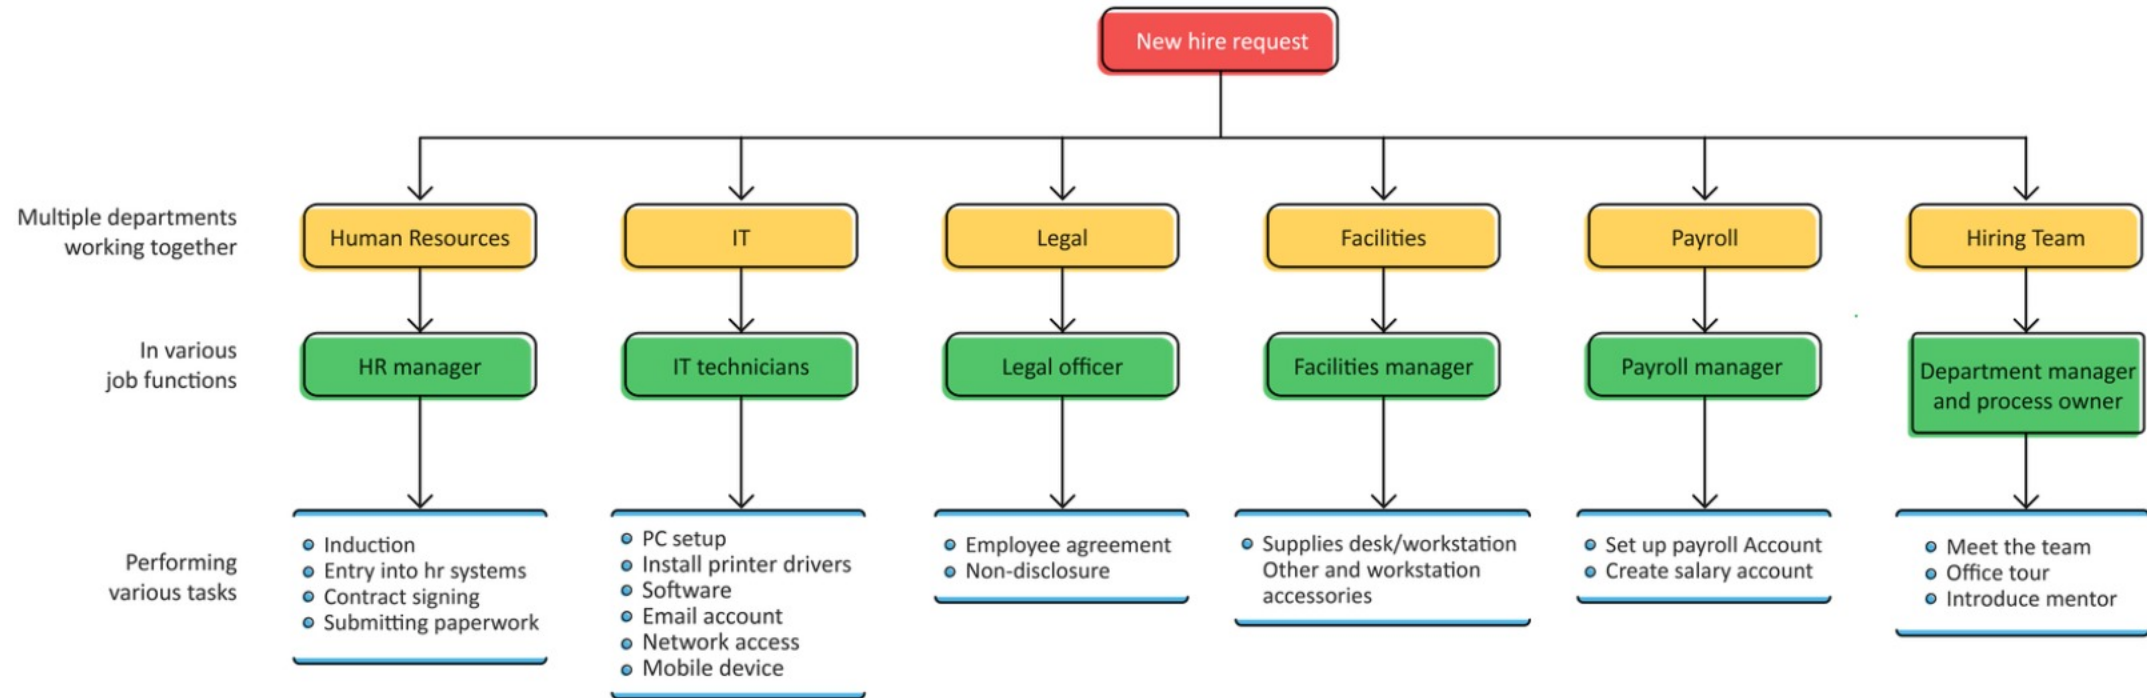 New hire request
Multiple departments
working together
Human Resources
IT
Legal
Facilities
Payroll
Hiring Team
In various
job functions
HR manager
IT technicians
Legal officer
Facilities manager
Payroll manager
Department manager
and process owner
Performing
various tasks
Induction
Entry into hr systems
Contract signing
Submitting paperwork
PC setup
Install printer drivers
Software
Email account
Network access
Mobile device
Employee agreement
Non-disclosure
Supplies desk/workstation
Other and workstation
accessories
Set up payroll Account
Create salary account
Meet the team
Office tour
Introduce mentor